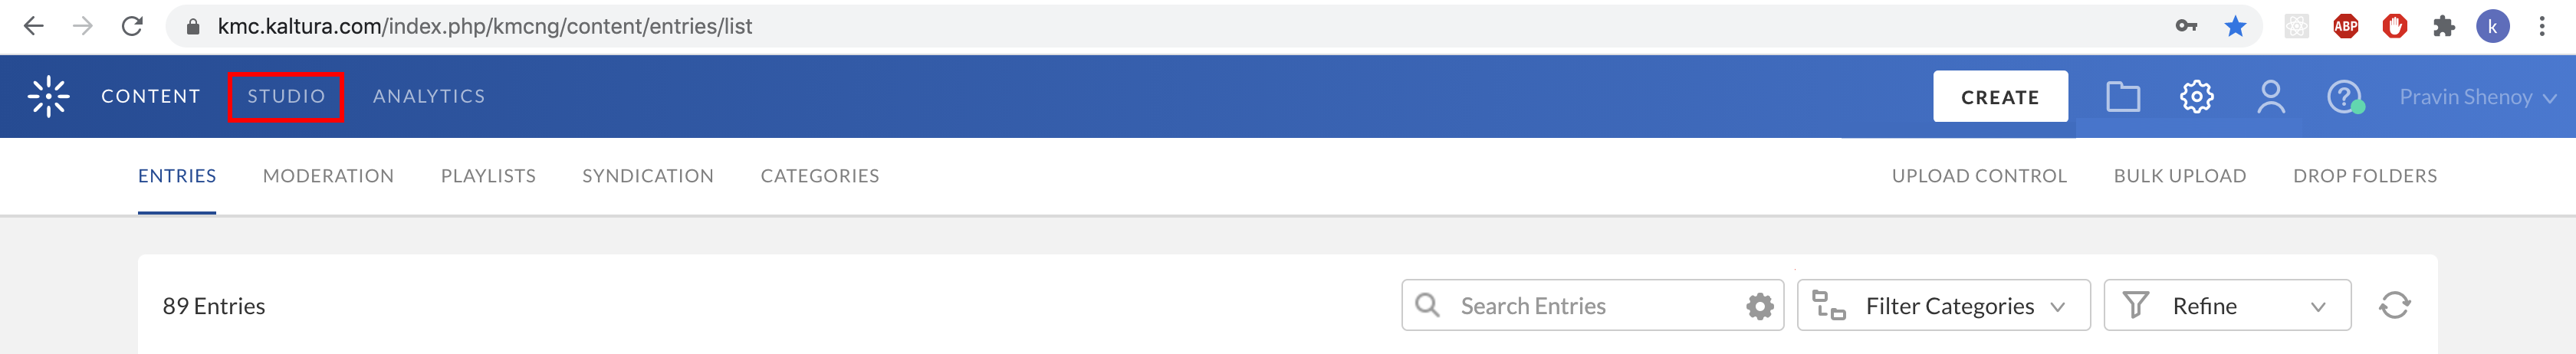 kmc.kaltura.com/index.php/kmcng/content/entries/list ABP k
CONTENT STUDIO ANALYTICS CREATE ? Pravin Shenoy
ENTRIES MODERATION PLAYLISTS SYNDICATION CATEGORIES UPLOAD CONTROL BULK UPLOAD DROP FOLDERS
89 Entries Search Entries Filter Categories Refine